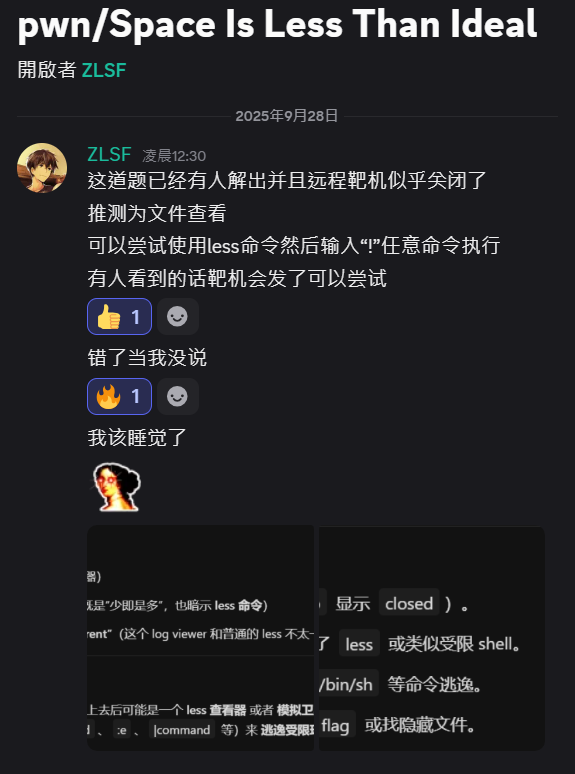 pwn/Space Is Less Than Ideal
開啟者 ZLSF
2025年9月28日
ZLSF 凌晨12:30
这道题已经有人解出并且远程靶机似乎关闭了
推测为文件查看
可以尝试使用less命令然后输入“!”任意命令执行
有人看到的话靶机会发了可以尝试
1
错了当我没说
1
我该睡觉了
器)
既是“少即是多”，也暗示 less 命令)
rent” (这个 log viewer 和普通的 less 不太一
上去后可能是一个 less 查看器 或者 模拟卫
、 :e 、 |command 等) 来 逃逸受限
显示 closed ) 。
less 或类似受限 shell。
/bin/sh 等命令逃逸。
flag 或找隐藏文件。